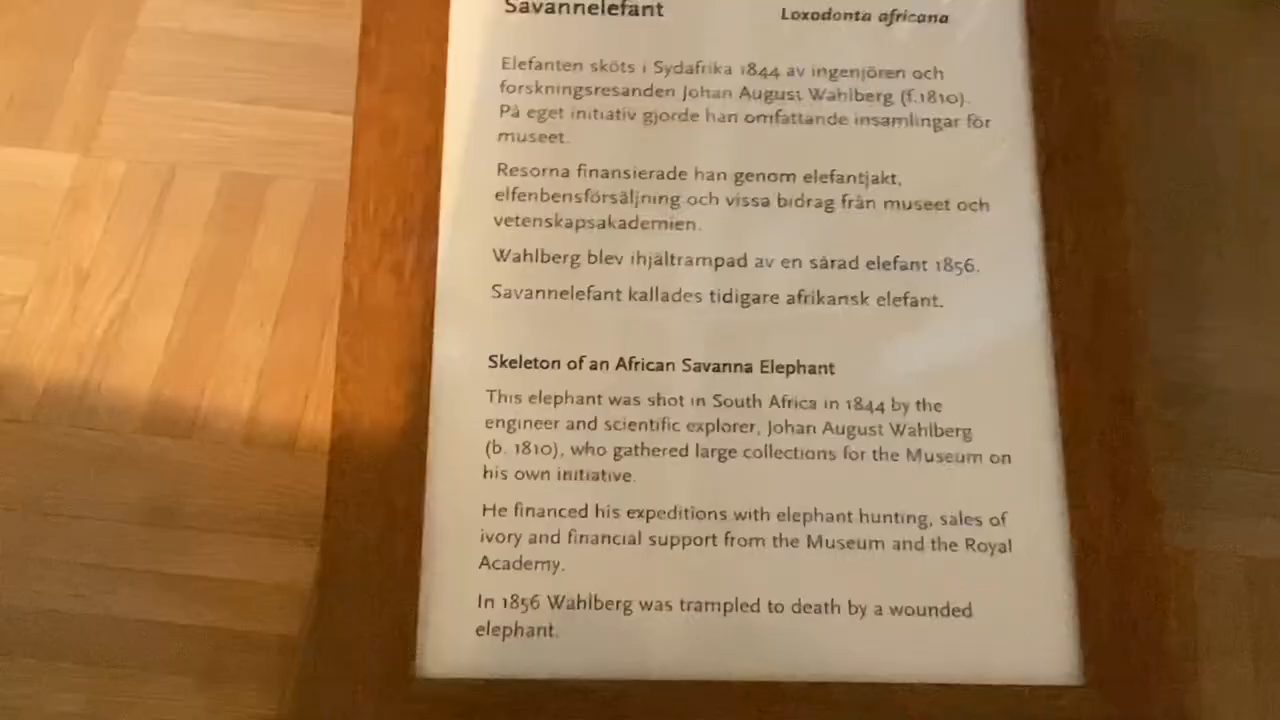 Savannelefant Loxodonta africana
Elefanten sköts i Sydafrika 1844 av ingenjören och
forskningsresanden Johan August Wahlberg (f.1810).
På eget initiativ gjorde han omfattande insamlingar för
museet.
Resorna finansierade han genom elefantjakt,
elfenbensförsäljning och vissa bidrag från museet och
vetenskapsakademien.
Wahlberg blev ihjältrampad av en sårad elefant 1856.
Savannelefant kallades tidigare afrikansk elefant.
Skeleton of an African Savanna Elephant
This elephant was shot in South Africa in 1844 by the
engineer and scientific explorer, Johan August Wahlberg
(b. 1810), who gathered large collections for the Museum on
his own initiative.
He financed his expeditions with elephant hunting, sales of
ivory and financial support from the Museum and the Royal
Academy.
In 1856 Wahlberg was trampled to death by a wounded
elephant.